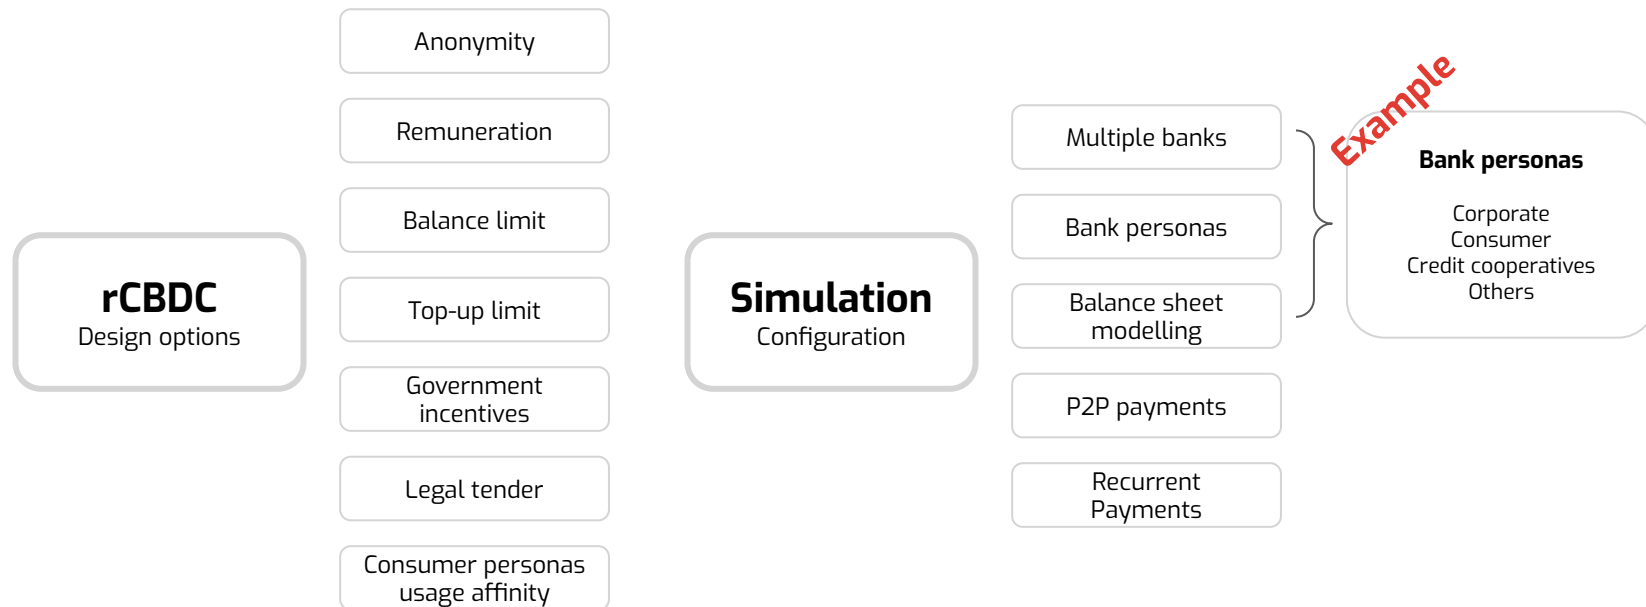 rCBDC
Design options
Anonymity
Remuneration
Balance limit
Top-up limit
Government
incentives
Legal tender
Consumer personas
usage affinity
Simulation
Configuration
Multiple banks
Bank personas
Balance sheet
modelling
P2P payments
Recurrent
Payments
Example
Bank personas
Corporate
Consumer
Credit cooperatives
Others